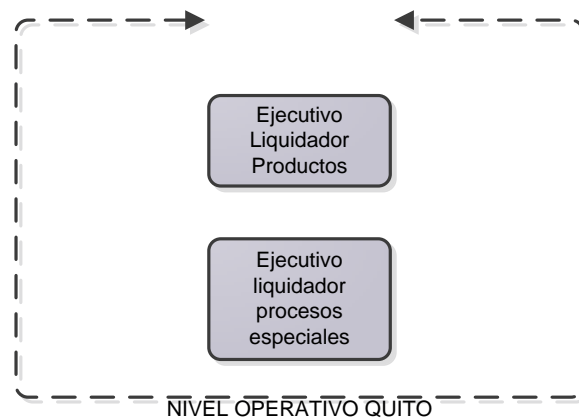 Ejecutivo
Liquidador
Productos
Ejecutivo
liquidador
procesos
especiales
NIVEL OPERATIVO QUITO